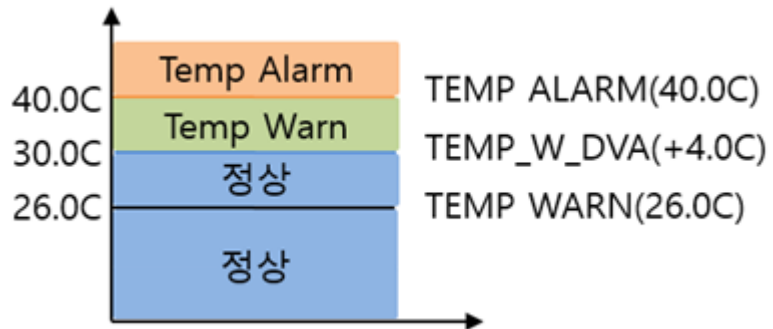 Temp Alarm
40.0C
TEMP ALARM(40.0C)
Temp Warn
30.0C
TEMP_W_DVA(+4.0C)
정상
26.0C
TEMP WARN(26.0C)
정상